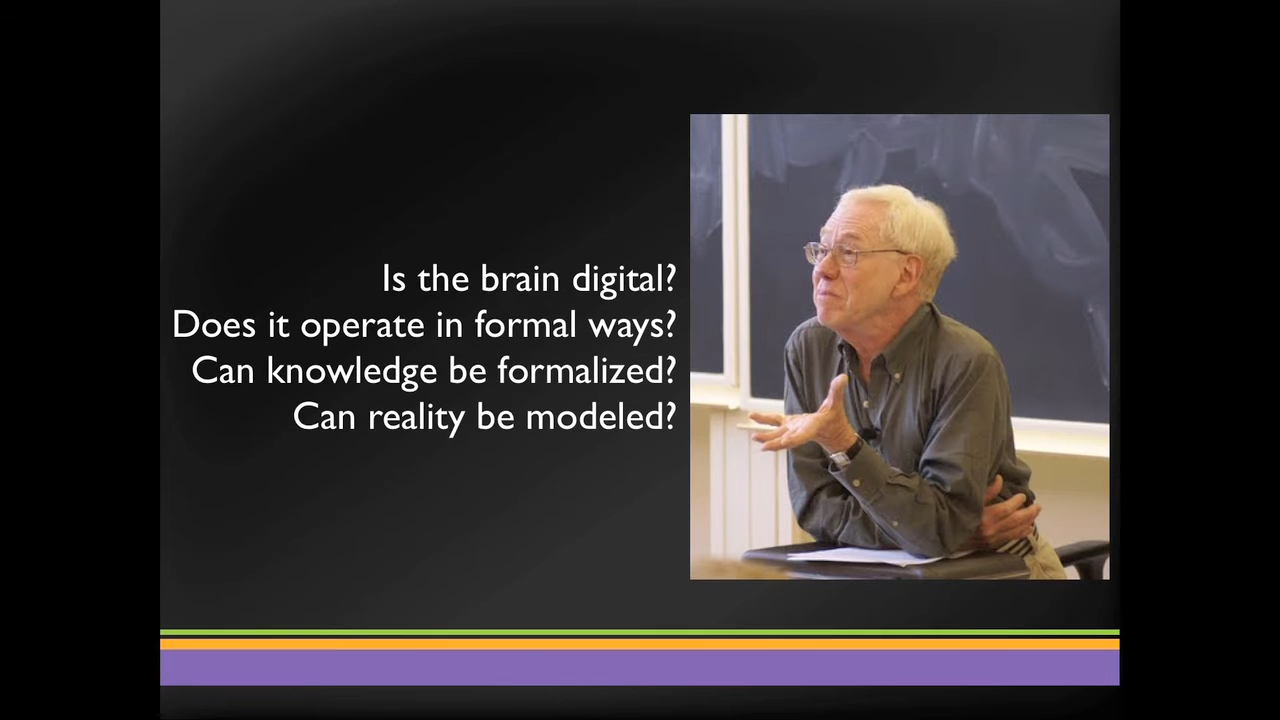 Is the brain digital?
Does it operate in formal ways?
Can knowledge be formalized?
Can reality be modeled?